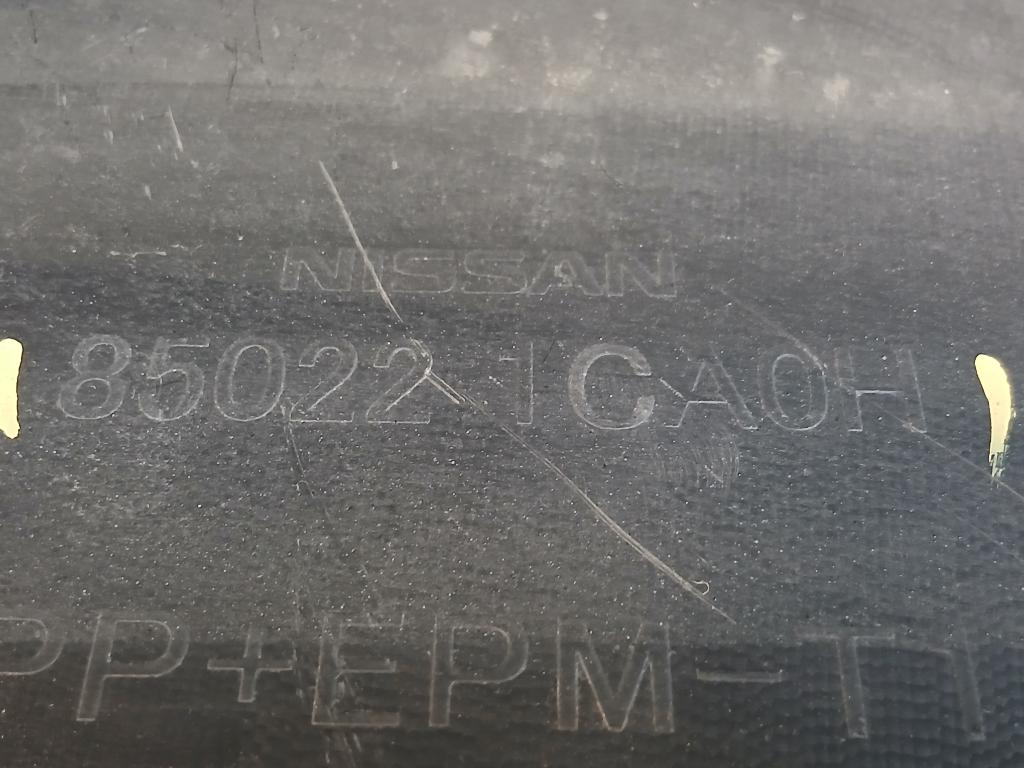 NISSAN
85022 1CA0H
PP+EPM-T